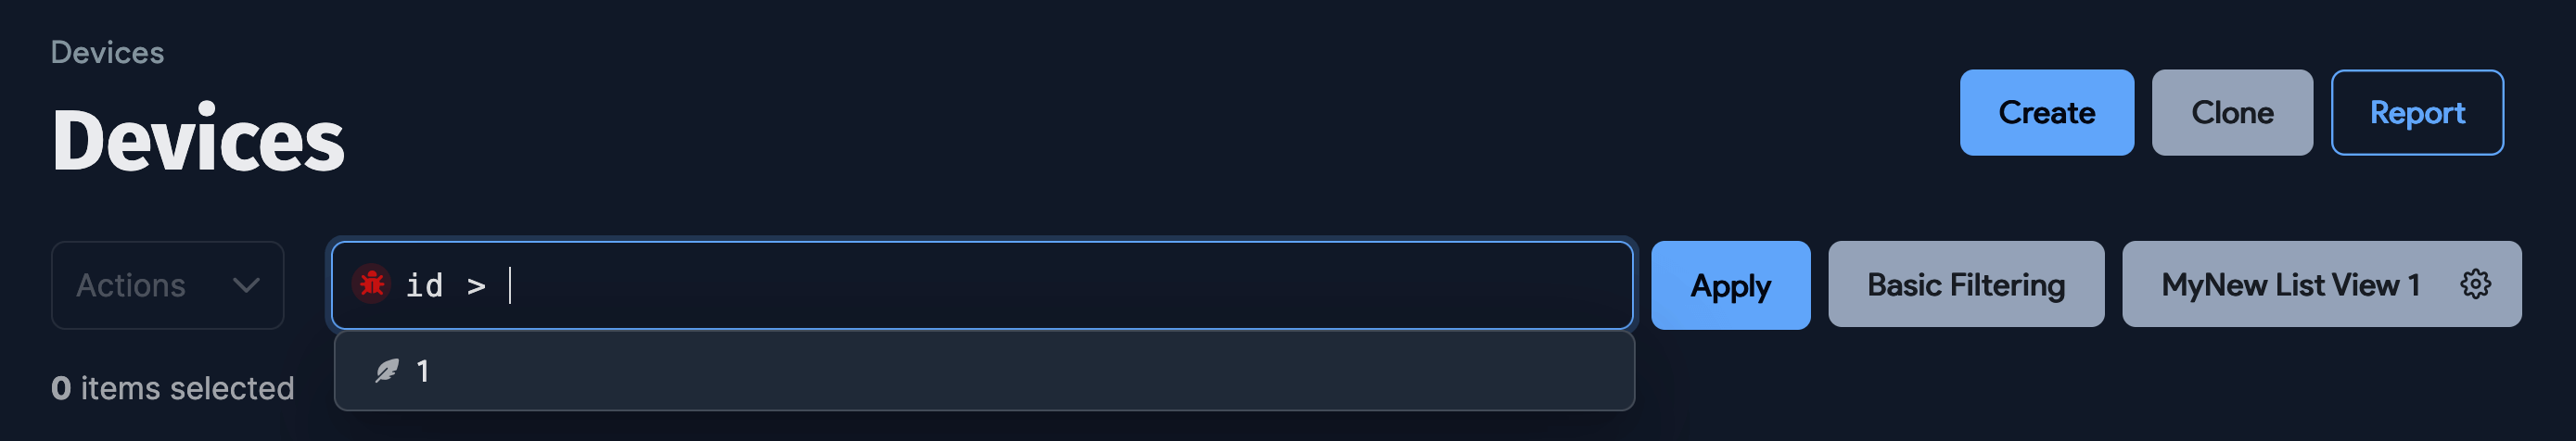 Devices
Devices
Create
Clone
Report
Actions
id >
Apply
Basic Filtering
MyNew List View 1
1
0 items selected